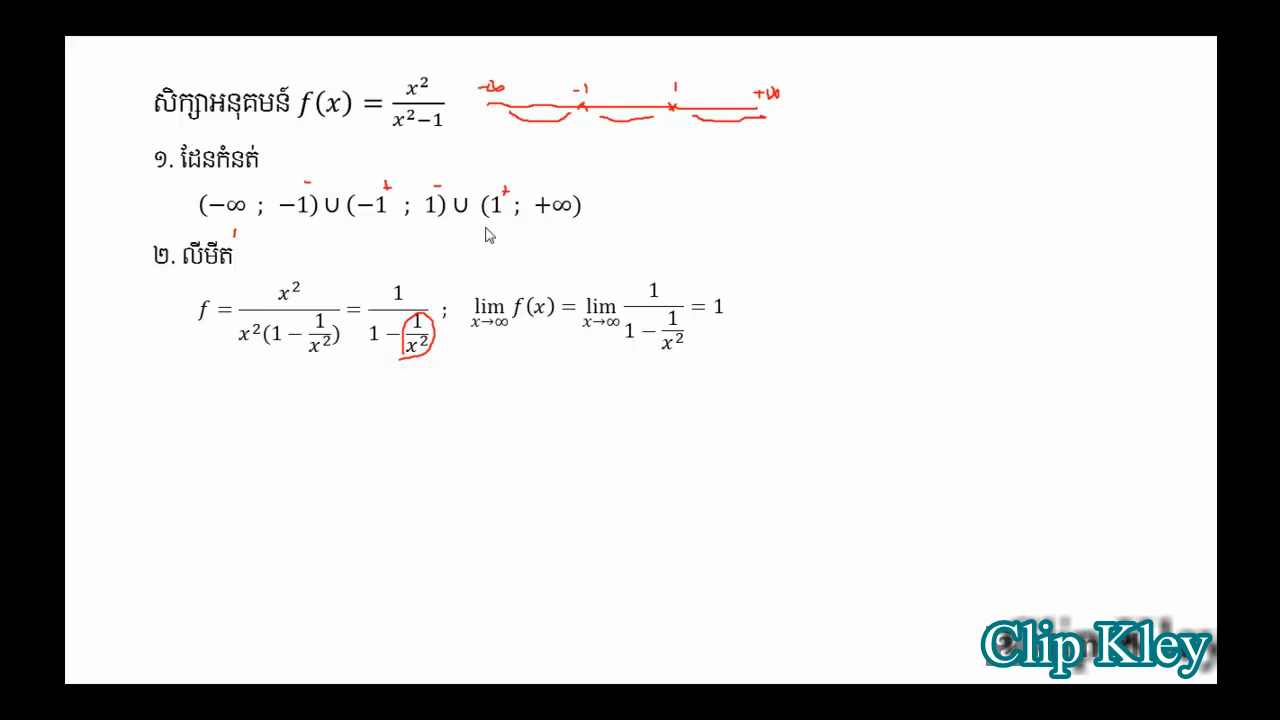 សិក្សាអនុគមន៍ f(x) = x²/(x²−1)
-∞ -1 1 +∞
១. ដែនកំនត់
(−∞ ; −1⁻) ∪ (−1⁺ ; 1⁻) ∪ (1⁺ ; +∞)
២. លីមីត
f = x²/(x²(1 − 1/x²)) = 1/(1 − 1/x²) ; lim x→∞ f(x) = lim x→∞ 1/(1 − 1/x²) = 1
Clip Kley